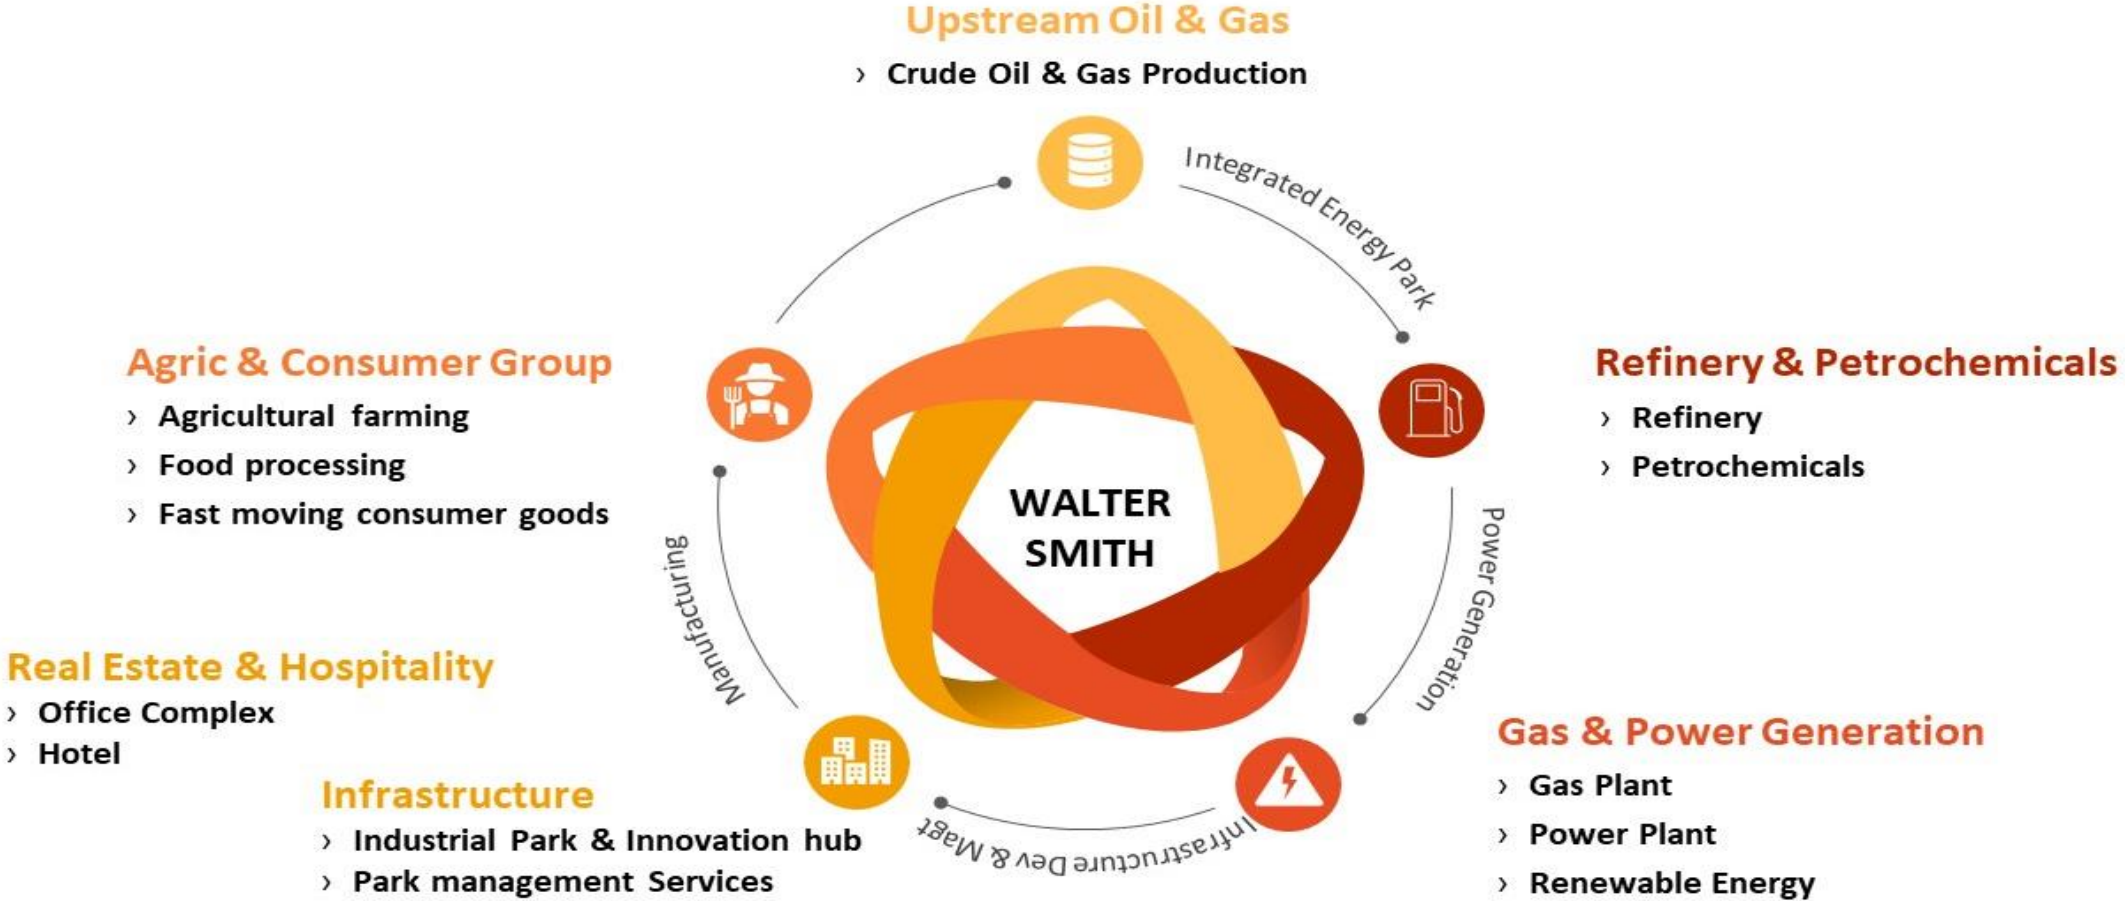 Upstream Oil & Gas
› Crude Oil & Gas Production
Integrated Energy Park
Refinery & Petrochemicals
› Refinery
› Petrochemicals
Power Generation
Gas & Power Generation
› Gas Plant
› Power Plant
› Renewable Energy
Infrastructure Dev & Magt
Infrastructure
› Industrial Park & Innovation hub
› Park management Services
Real Estate & Hospitality
› Office Complex
› Hotel
Manufacturing
Agric & Consumer Group
› Agricultural farming
› Food processing
› Fast moving consumer goods
WALTER
SMITH